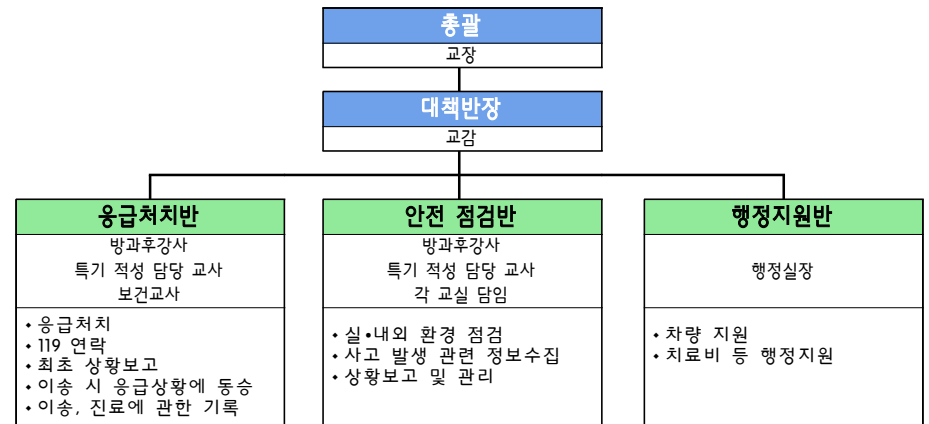 총괄
교장
대책반장
교감
응급처치반
방과후강사
특기 적성 담당 교사
보건교사
• 응급처치
• 119 연락
• 최초 상황보고
• 이송 시 응급상황에 동승
• 이송, 진료에 관한 기록
안전 점검반
방과후강사
특기 적성 담당 교사
각 교실 담임
• 실•내외 환경 점검
• 사고 발생 관련 정보수집
• 상황보고 및 관리
행정지원반
행정실장
• 차량 지원
• 치료비 등 행정지원